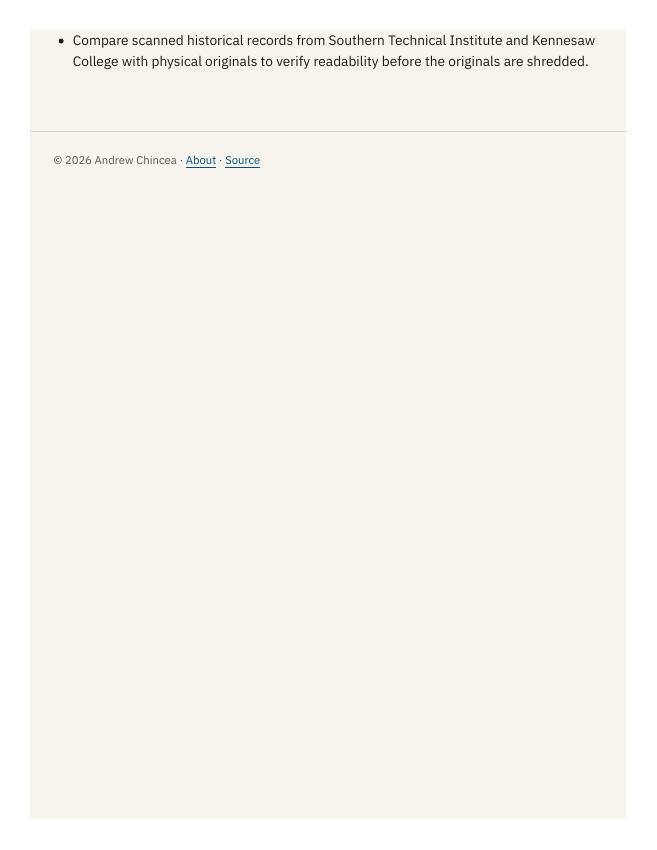 • Compare scanned historical records from Southern Technical Institute and Kennesaw
College with physical originals to verify readability before the originals are shredded.
© 2026 Andrew Chincea · About · Source